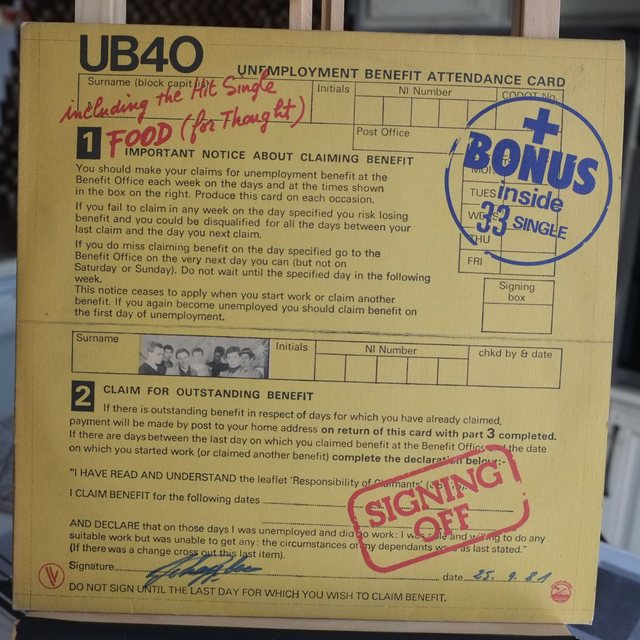 UB40
UNEMPLOYMENT BENEFIT ATTENDANCE CARD
Surname (block capit
Initials
NI Number
CODOT No.
including the Hit Single
FOOD (for Thought)
Post Office
1
IMPORTANT NOTICE ABOUT CLAIMING BENEFIT
You should make your claims for unemployment benefit at the
Benefit Office each week on the days and at the times shown
in the box on the right. Produce this card on each occasion.
If you fail to claim in any week on the day specified you risk losing
benefit and you could be disqualified for all the days between your
last claim and the day you next claim.
If you do miss claiming benefit on the day specified go to the
Benefit Office on the very next day you can (but not on
Saturday or Sunday). Do not wait until the specified day in the following
week.
This notice ceases to apply when you start work or claim another
benefit. If you again become unemployed you should claim benefit on
the first day of unemployment.
+
BONUS
inside
33 SINGLE
MON
TUES
WEDS
THU
FRI
Signing
box
Surname
Initials
NI Number
chkd by & date
2
CLAIM FOR OUTSTANDING BENEFIT
If there is outstanding benefit in respect of days for which you have already claimed,
payment will be made by post to your home address on return of this card with part 3 completed.
If there are days between the last day on which you claimed benefit at the Benefit Office and the date
on which you started work (or claimed another benefit) complete the declaration below:-
"I HAVE READ AND UNDERSTAND the leaflet 'Responsibility of Claimants'
I CLAIM BENEFIT for the following dates
AND DECLARE that on those days I was unemployed and did no work: I was able and willing to do any
suitable work but was unable to get any: the circumstances of my dependants were as last stated."
(If there was a change cross out this last item).
SIGNING
OFF
Signature
date 25.9.81
DO NOT SIGN UNTIL THE LAST DAY FOR WHICH YOU WISH TO CLAIM BENEFIT.